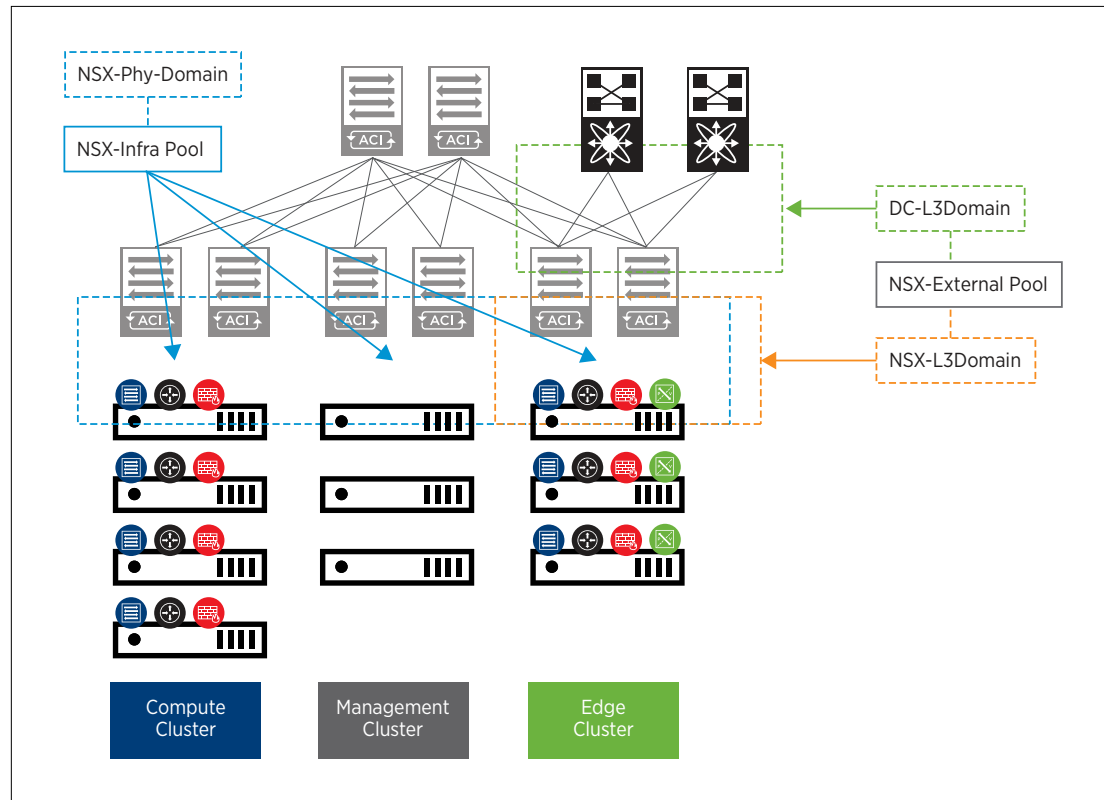 NSX-Phy-Domain
NSX-Infra Pool
ACI
ACI
DC-L3Domain
NSX-External Pool
NSX-L3Domain
ACI
ACI
ACI
ACI
ACI
ACI
Compute
Cluster
Management
Cluster
Edge
Cluster